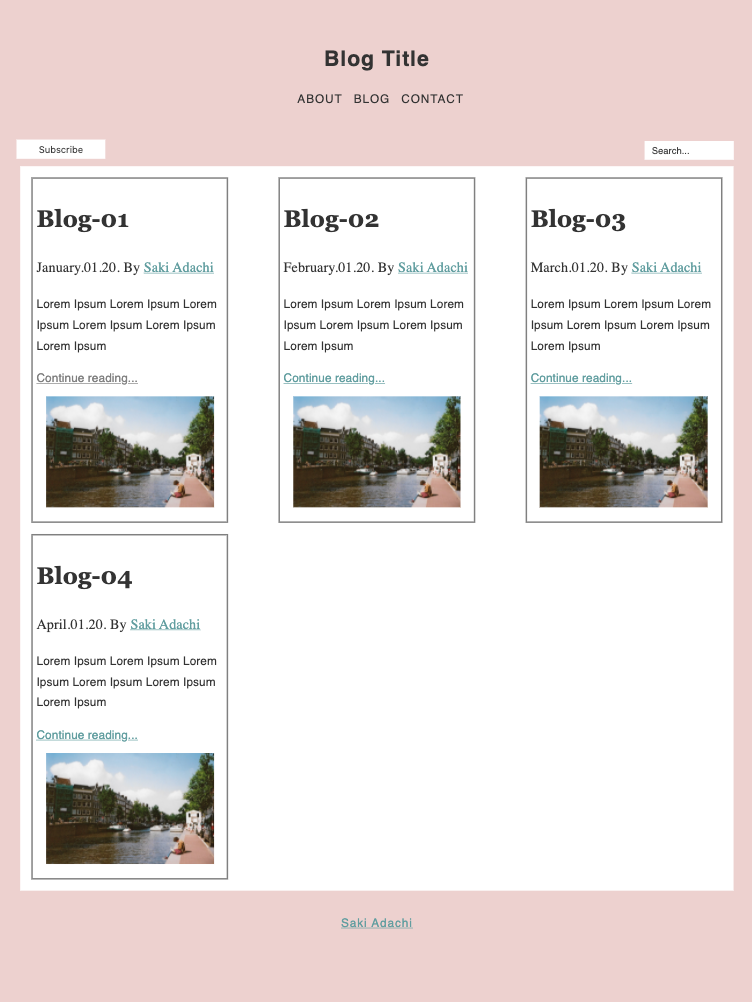 Blog Title
ABOUT BLOG CONTACT
Subscribe
Search...
Blog-01
January.01.20. By Saki Adachi
Lorem Ipsum Lorem Ipsum Lorem
Ipsum Lorem Ipsum Lorem Ipsum
Lorem Ipsum
Continue reading...
Blog-02
February.01.20. By Saki Adachi
Lorem Ipsum Lorem Ipsum Lorem
Ipsum Lorem Ipsum Lorem Ipsum
Lorem Ipsum
Continue reading...
Blog-03
March.01.20. By Saki Adachi
Lorem Ipsum Lorem Ipsum Lorem
Ipsum Lorem Ipsum Lorem Ipsum
Lorem Ipsum
Continue reading...
Blog-04
April.01.20. By Saki Adachi
Lorem Ipsum Lorem Ipsum Lorem
Ipsum Lorem Ipsum Lorem Ipsum
Lorem Ipsum
Continue reading...
Saki Adachi